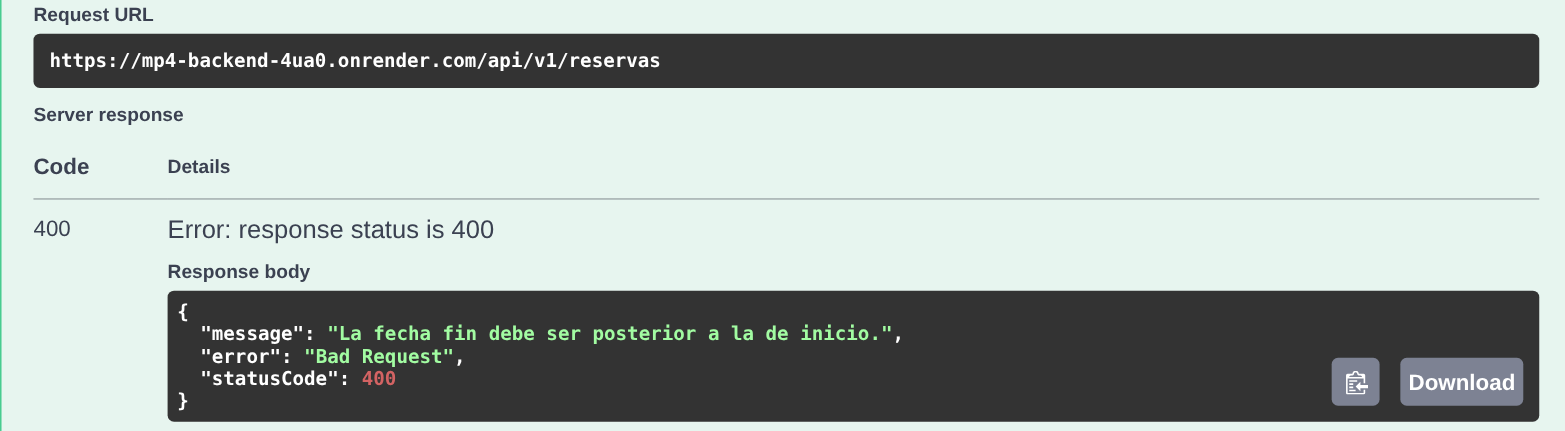 Request URL
https://mp4-backend-4ua0.onrender.com/api/v1/reservas
Server response
Code Details
400 Error: response status is 400
Response body
{
  "message": "La fecha fin debe ser posterior a la de inicio.",
  "error": "Bad Request",
  "statusCode": 400
}
Download